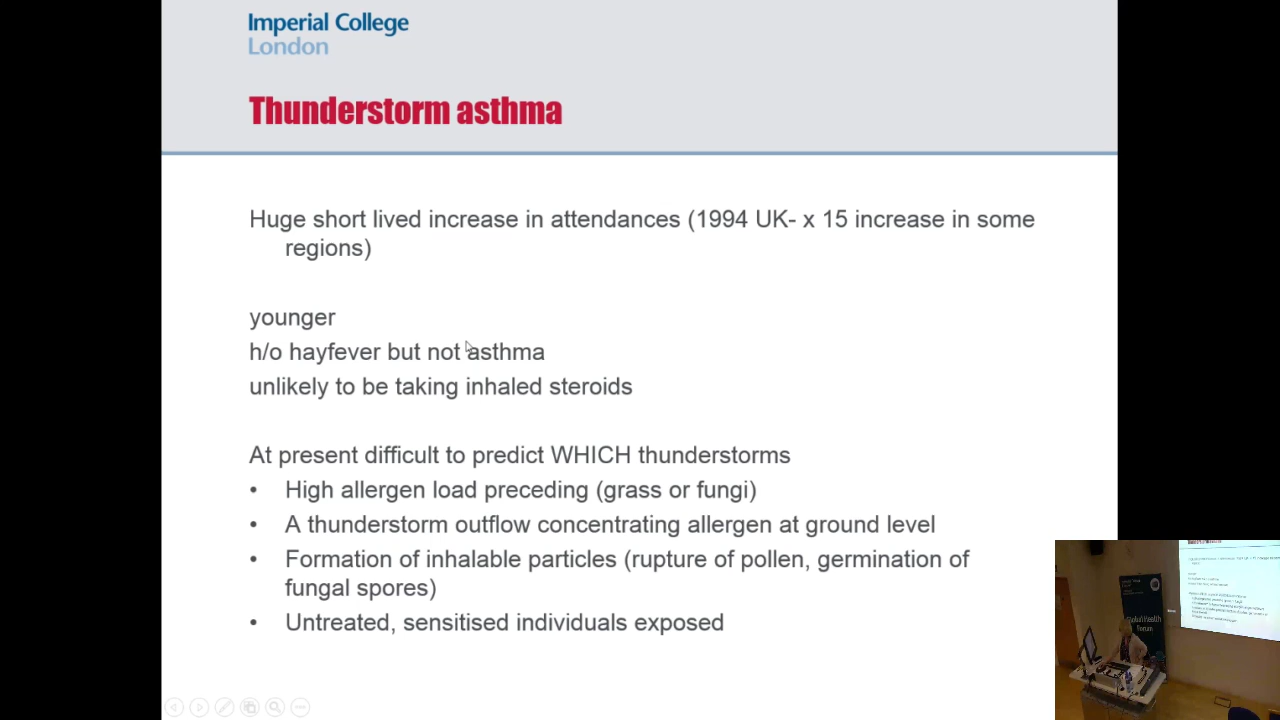 Imperial College
London
Thunderstorm asthma
Huge short lived increase in attendances (1994 UK- x 15 increase in some
regions)
younger
h/o hayfever but not asthma
unlikely to be taking inhaled steroids
At present difficult to predict WHICH thunderstorms
• High allergen load preceding (grass or fungi)
• A thunderstorm outflow concentrating allergen at ground level
• Formation of inhalable particles (rupture of pollen, germination of
fungal spores)
• Untreated, sensitised individuals exposed
Global Health
Forum